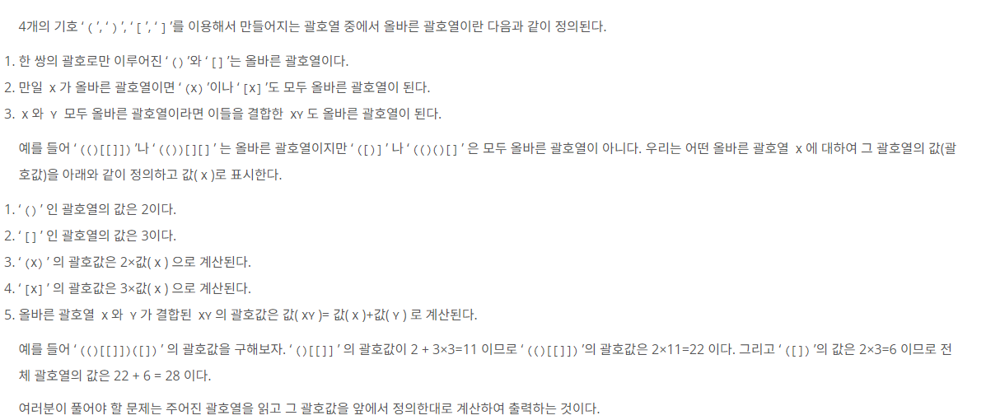 4개의 기호 ‘(’, ‘)’, ‘[’, ‘]’를 이용해서 만들어지는 괄호열 중에서 올바른 괄호열이란 다음과 같이 정의된다.
1. 한 쌍의 괄호로만 이루어진 ‘()’와 ‘[]’는 올바른 괄호열이다.
2. 만일 X가 올바른 괄호열이면 ‘(X)’이나 ‘[X]’도 모두 올바른 괄호열이 된다.
3. X와 Y 모두 올바른 괄호열이라면 이들을 결합한 XY도 올바른 괄호열이 된다.
예를 들어 ‘(()[[]])’나 ‘(())[][]’ 는 올바른 괄호열이지만 ‘([)]’ 나 ‘(()()[]’ 은 모두 올바른 괄호열이 아니다. 우리는 어떤 올바른 괄호열 X에 대하여 그 괄호열의 값(괄
호값)을 아래와 같이 정의하고 값(X)로 표시한다.
1. ‘()’ 인 괄호열의 값은 2이다.
2. ‘[]’ 인 괄호열의 값은 3이다.
3. ‘(X)’ 의 괄호값은 2×값(X) 으로 계산된다.
4. ‘[X]’ 의 괄호값은 3×값(X) 으로 계산된다.
5. 올바른 괄호열 X와 Y가 결합된 XY의 괄호값은 값(XY)= 값(X)+값(Y) 로 계산된다.
예를 들어 ‘(()[[]])([])’ 의 괄호값을 구해보자. ‘()[[]]’ 의 괄호값이 2 + 3×3=11 이므로 ‘(()[[]])’의 괄호값은 2×11=22 이다. 그리고 ‘([])’의 값은 2×3=6 이므로 전
체 괄호열의 값은 22 + 6 = 28 이다.
여러분이 풀어야 할 문제는 주어진 괄호열을 읽고 그 괄호값을 앞에서 정의한대로 계산하여 출력하는 것이다.